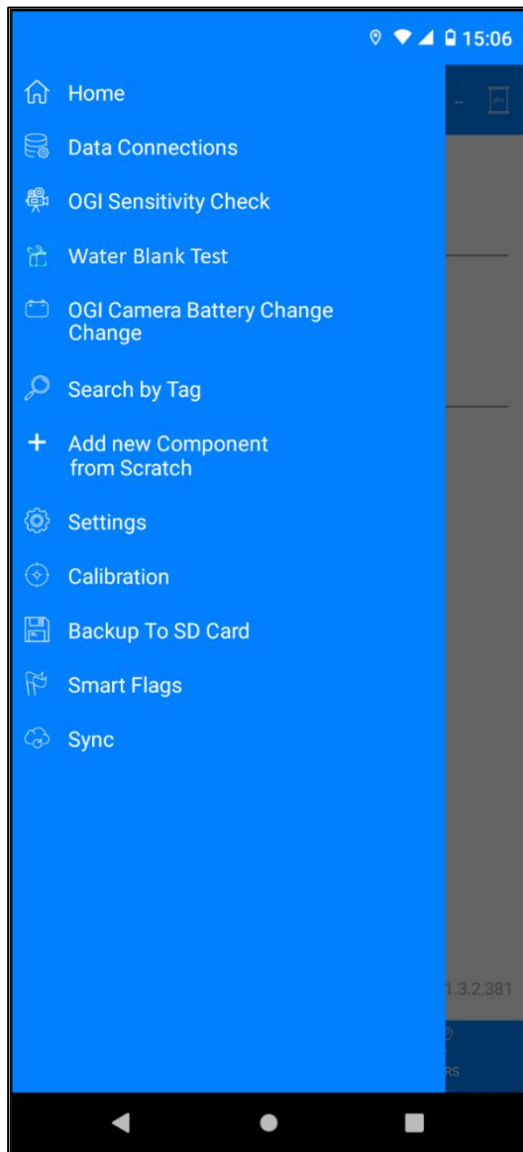 15:06
Home
Data Connections
OGI Sensitivity Check
Water Blank Test
OGI Camera Battery Change
Change
Search by Tag
Add new Component
from Scratch
Settings
Calibration
Backup To SD Card
Smart Flags
Sync
1.3.2.381
RS